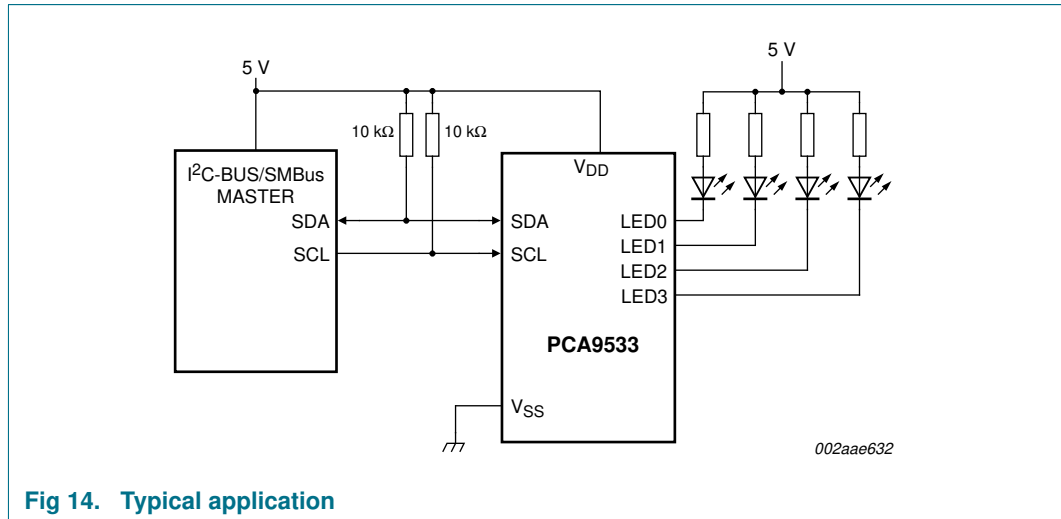 5 V
5 V
10 kΩ
10 kΩ
I²C-BUS/SMBus
MASTER
SDA
SCL
VDD
SDA
SCL
LED0
LED1
LED2
LED3
PCA9533
VSS
002aae632
Fig 14. Typical application